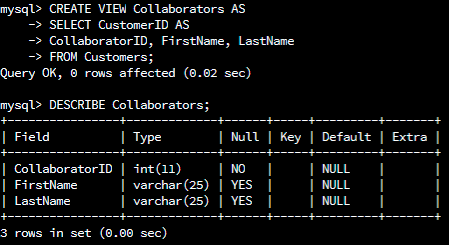 mysql> CREATE VIEW Collaborators AS
    -> SELECT CustomerID AS
    -> CollaboratorID, FirstName, LastName
    -> FROM Customers;
Query OK, 0 rows affected (0.02 sec)

mysql> DESCRIBE Collaborators;
+----------------+-------------+------+-----+---------+-------+
| Field          | Type        | Null | Key | Default | Extra |
+----------------+-------------+------+-----+---------+-------+
| CollaboratorID | int(11)     | NO   |     | NULL    |       |
| FirstName      | varchar(25) | YES  |     | NULL    |       |
| LastName       | varchar(25) | YES  |     | NULL    |       |
+----------------+-------------+------+-----+---------+-------+
3 rows in set (0.00 sec)